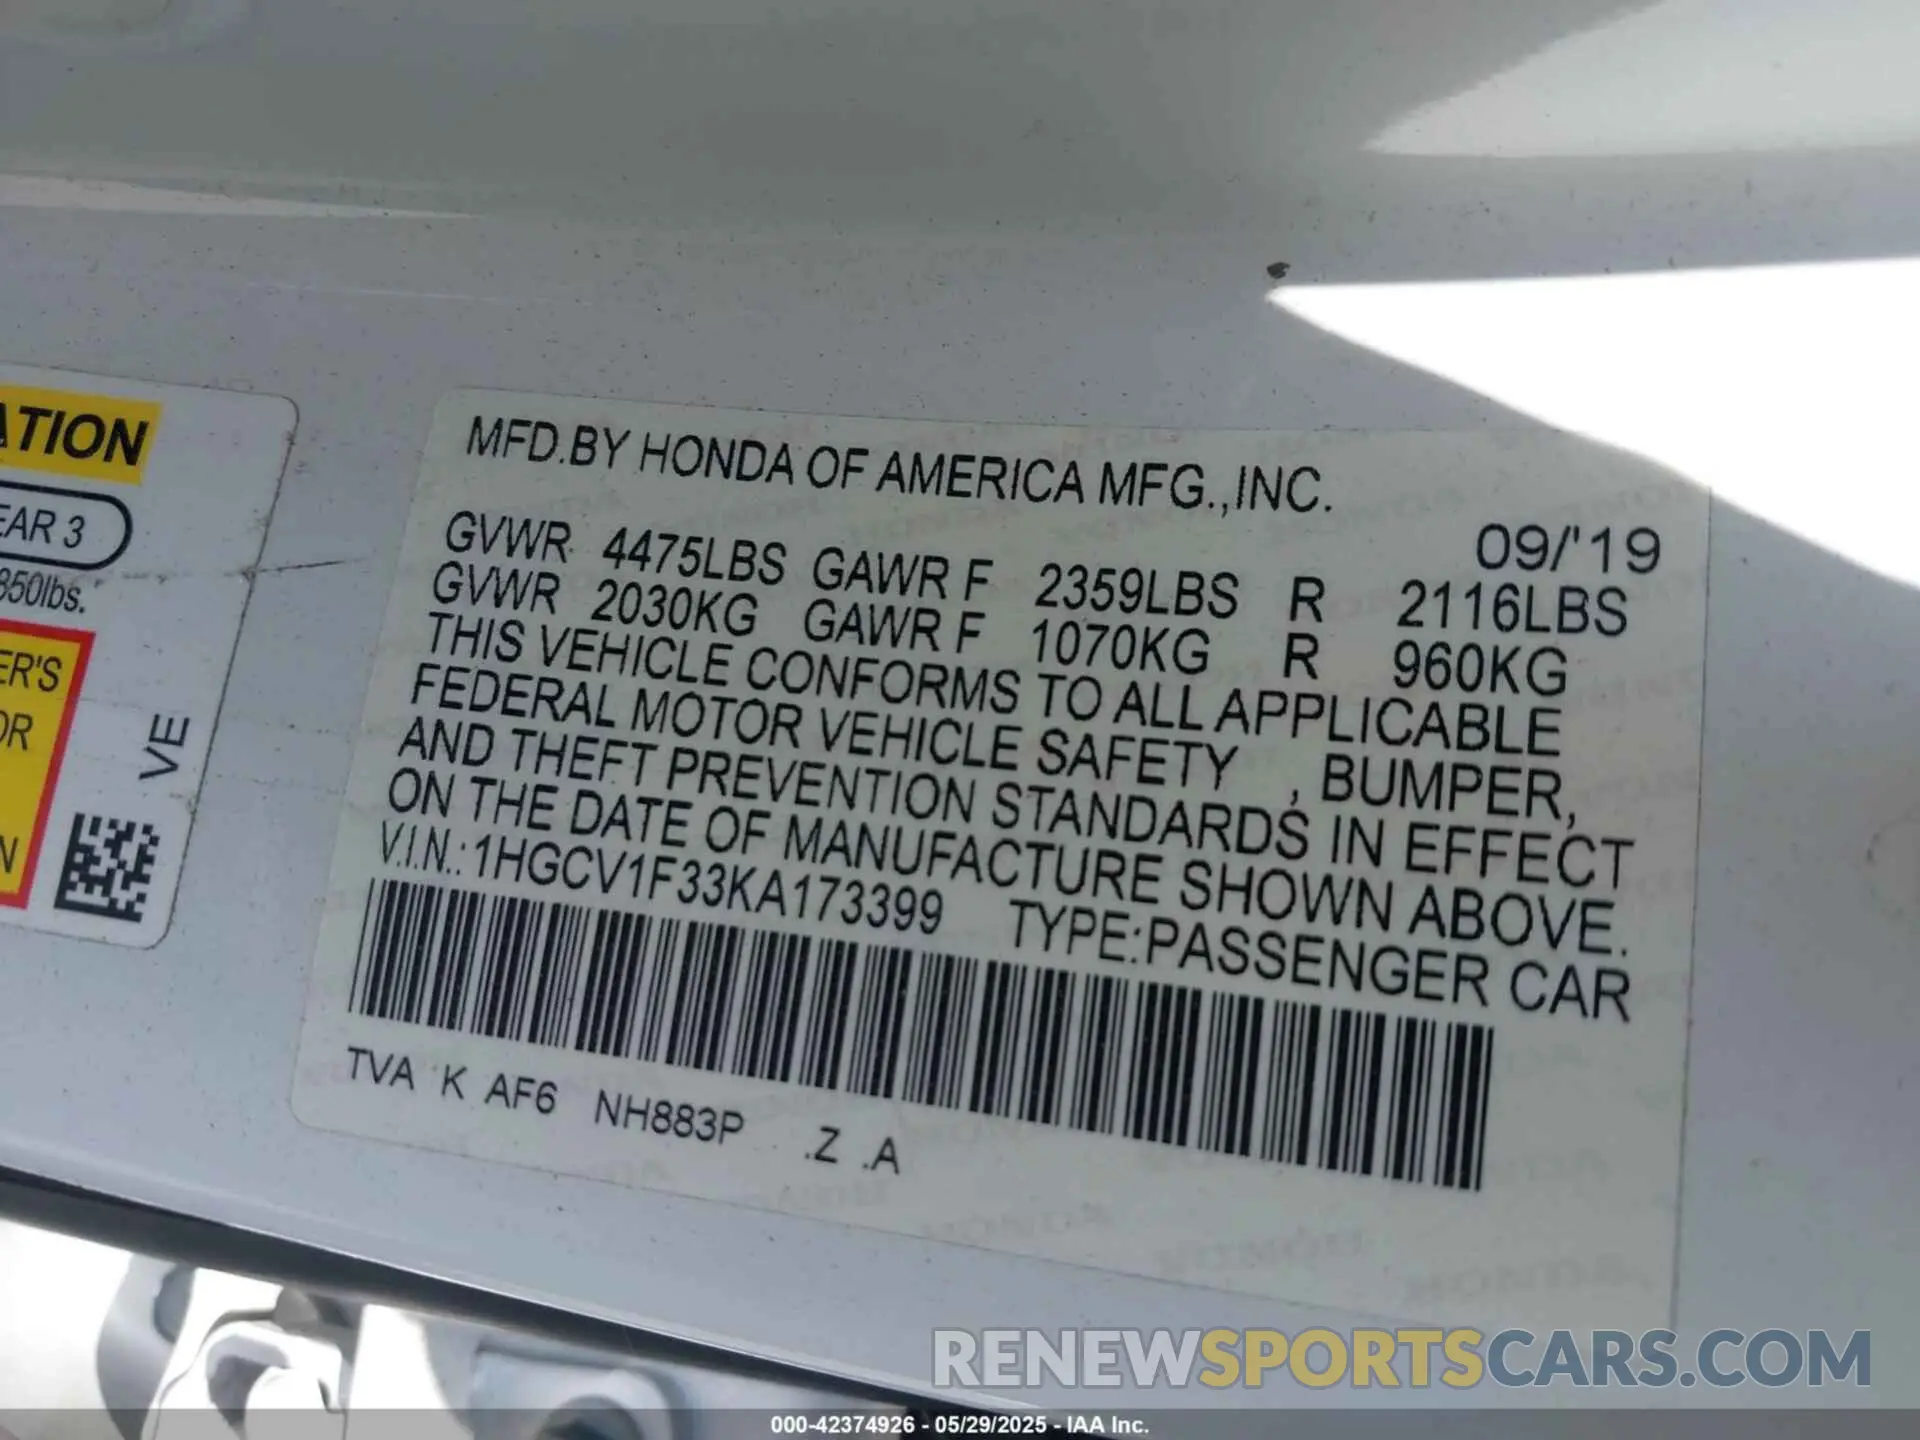 MFD.BY HONDA OF AMERICA MFG.,INC.
09/'19
GVWR 4475LBS GAWR F 2359LBS R 2116LBS
GVWR 2030KG GAWR F 1070KG R 960KG
THIS VEHICLE CONFORMS TO ALL APPLICABLE
FEDERAL MOTOR VEHICLE SAFETY , BUMPER,
AND THEFT PREVENTION STANDARDS IN EFFECT
ON THE DATE OF MANUFACTURE SHOWN ABOVE.
V.I.N.: 1HGCV1F33KA173399 TYPE:PASSENGER CAR
TVA K AF6 NH883P .Z .A
ATION
EAR 3
850lbs.
ER'S
OR
N
VE
RENEWSPORTSCARS.COM
000-42374926 - 05/29/2025 - IAA Inc.